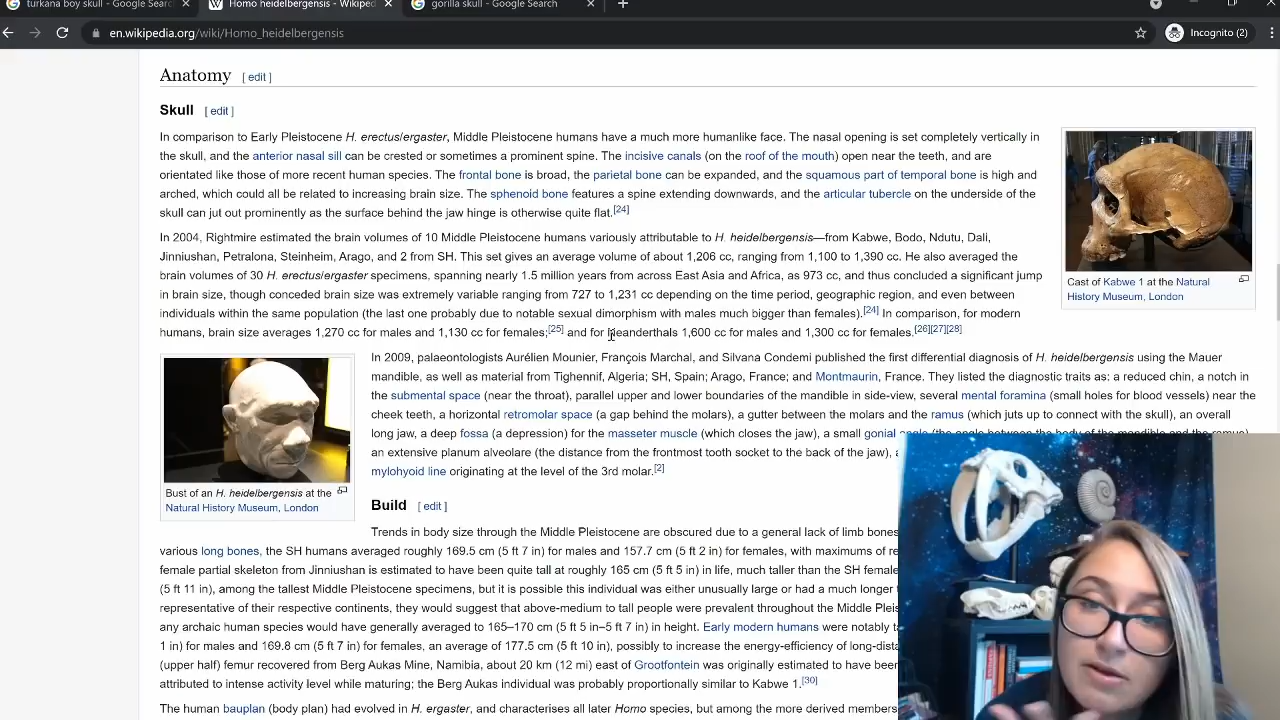 turkana boy skull - Google Search
Homo heidelbergensis - Wikiped
gorilla skull - Google Search
en.wikipedia.org/wiki/Homo_heidelbergensis
Incognito (2)
Anatomy [ edit ]
Skull [ edit ]
In comparison to Early Pleistocene H. erectus/ergaster, Middle Pleistocene humans have a much more humanlike face. The nasal opening is set completely vertically in
the skull, and the anterior nasal sill can be crested or sometimes a prominent spine. The incisive canals (on the roof of the mouth) open near the teeth, and are
orientated like those of more recent human species. The frontal bone is broad, the parietal bone can be expanded, and the squamous part of temporal bone is high and
arched, which could all be related to increasing brain size. The sphenoid bone features a spine extending downwards, and the articular tubercle on the underside of the
skull can jut out prominently as the surface behind the jaw hinge is otherwise quite flat.[24]
In 2004, Rightmire estimated the brain volumes of 10 Middle Pleistocene humans variously attributable to H. heidelbergensis—from Kabwe, Bodo, Ndutu, Dali,
Jinniushan, Petralona, Steinheim, Arago, and 2 from SH. This set gives an average volume of about 1,206 cc, ranging from 1,100 to 1,390 cc. He also averaged the
brain volumes of 30 H. erectus/ergaster specimens, spanning nearly 1.5 million years from across East Asia and Africa, as 973 cc, and thus concluded a significant jump
in brain size, though conceded brain size was extremely variable ranging from 727 to 1,231 cc depending on the time period, geographic region, and even between
individuals within the same population (the last one probably due to notable sexual dimorphism with males much bigger than females).[24] In comparison, for modern
humans, brain size averages 1,270 cc for males and 1,130 cc for females;[25] and for Neanderthals 1,600 cc for males and 1,300 cc for females.[26][27][28]
Cast of Kabwe 1 at the Natural
History Museum, London
In 2009, palaeontologists Aurélien Mounier, François Marchal, and Silvana Condemi published the first differential diagnosis of H. heidelbergensis using the Mauer
mandible, as well as material from Tighennif, Algeria; SH, Spain; Arago, France; and Montmaurin, France. They listed the diagnostic traits as: a reduced chin, a notch in
the submental space (near the throat), parallel upper and lower boundaries of the mandible in side-view, several mental foramina (small holes for blood vessels) near the
cheek teeth, a horizontal retromolar space (a gap behind the molars), a gutter between the molars and the ramus (which juts up to connect with the skull), an overall
long jaw, a deep fossa (a depression) for the masseter muscle (which closes the jaw), a small gonial angle (the angle between the body of the mandible and the ramus),
an extensive planum alveolare (the distance from the frontmost tooth socket to the back of the jaw),
mylohyoid line originating at the level of the 3rd molar.[2]
Bust of an H. heidelbergensis at the
Natural History Museum, London
Build [ edit ]
Trends in body size through the Middle Pleistocene are obscured due to a general lack of limb bones
various long bones, the SH humans averaged roughly 169.5 cm (5 ft 7 in) for males and 157.7 cm (5 ft 2 in) for females, with maximums of re
female partial skeleton from Jinniushan is estimated to have been quite tall at roughly 165 cm (5 ft 5 in) in life, much taller than the SH female
(5 ft 11 in), among the tallest Middle Pleistocene specimens, but it is possible this individual was either unusually large or had a much longer
representative of their respective continents, they would suggest that above-medium to tall people were prevalent throughout the Middle Plei
any archaic human species would have generally averaged to 165–170 cm (5 ft 5 in–5 ft 7 in) in height. Early modern humans were notably t
1 in) for males and 169.8 cm (5 ft 7 in) for females, an average of 177.5 cm (5 ft 10 in), possibly to increase the energy-efficiency of long-dista
(upper half) femur recovered from Berg Aukas Mine, Namibia, about 20 km (12 mi) east of Grootfontein was originally estimated to have been
attributed to intense activity level while maturing; the Berg Aukas individual was probably proportionally similar to Kabwe 1.[30]
The human bauplan (body plan) had evolved in H. ergaster, and characterises all later Homo species, but among the more derived members